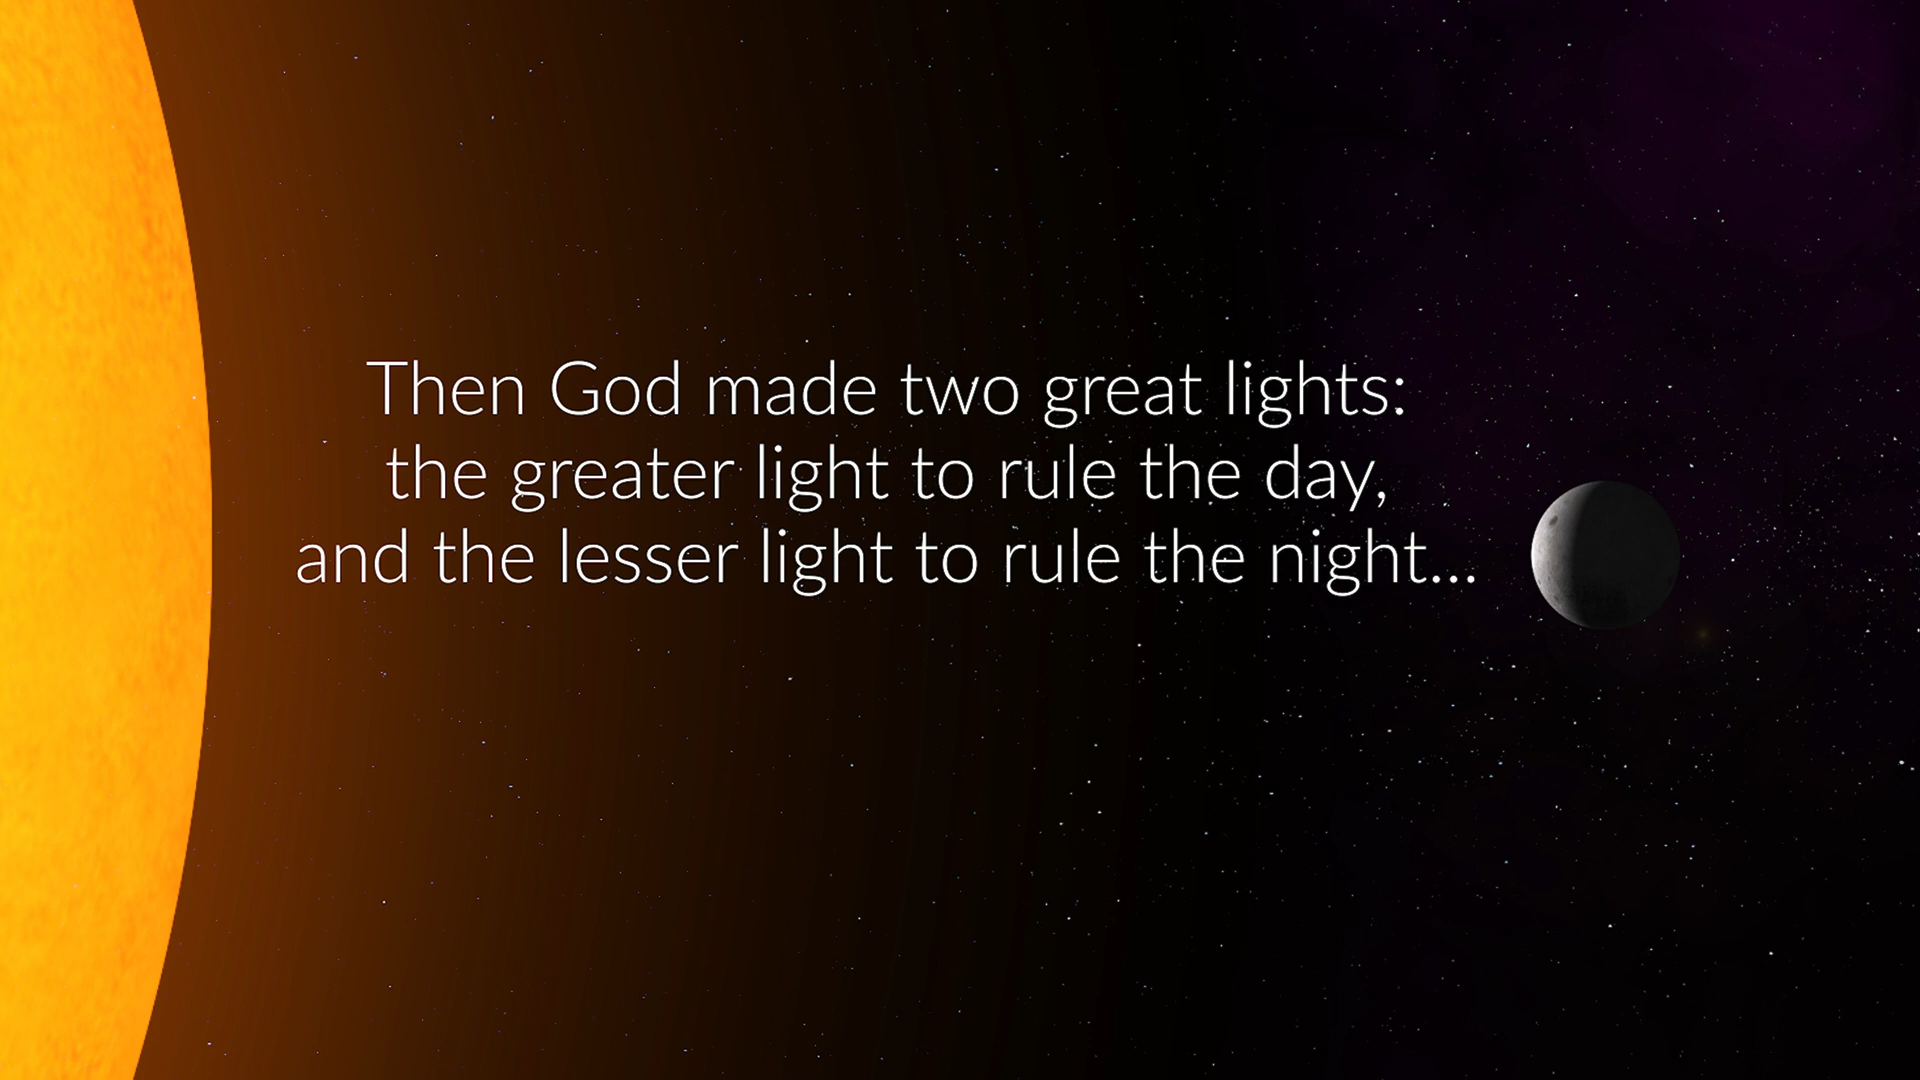 Then God made two great lights:
the greater light to rule the day,
and the lesser light to rule the night...